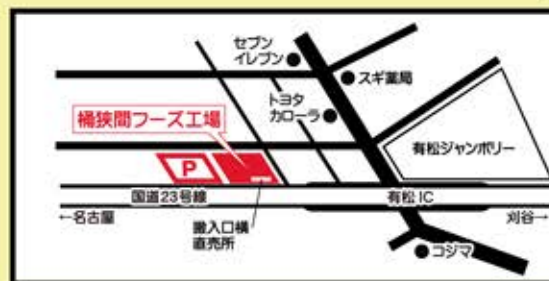 セブン
イレブン
スギ薬局
トヨタ
カローラ
桶狭間フーズ工場
有松ジャンボリー
P
国道23号線
有松IC
←名古屋
搬入口横
直売所
刈谷→
コジマ